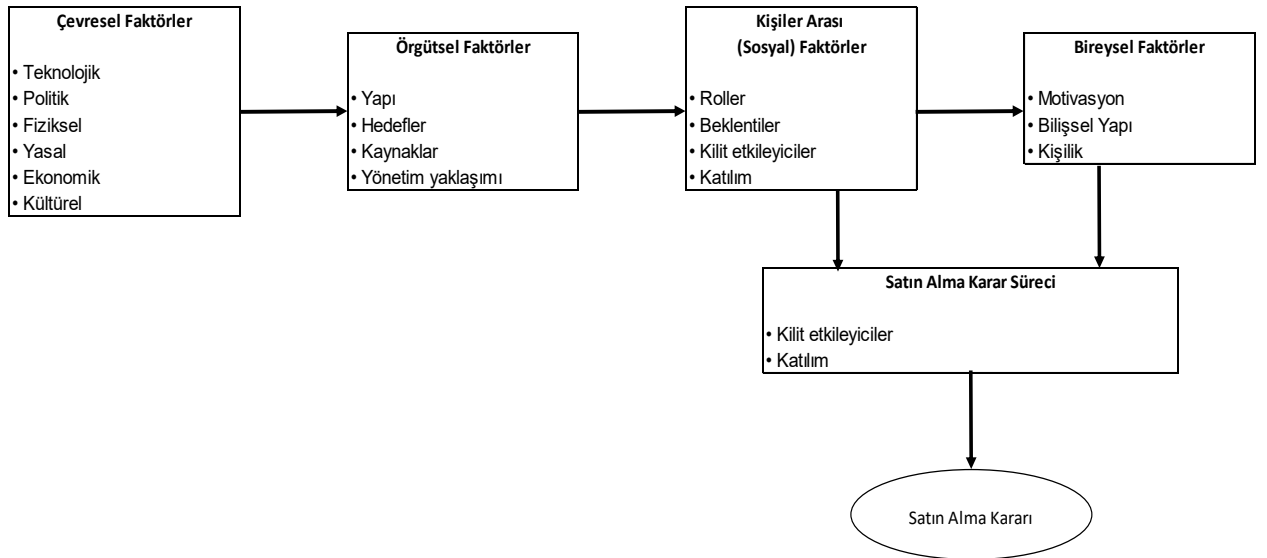 Çevresel Faktörler
• Teknolojik
• Politik
• Fiziksel
• Yasal
• Ekonomik
• Kültürel
Örgütsel Faktörler
• Yapı
• Hedefler
• Kaynaklar
• Yönetim yaklaşımı
Kişiler Arası
(Sosyal) Faktörler
• Roller
• Beklentiler
• Kilit etkileyiciler
• Katılım
Bireysel Faktörler
• Motivasyon
• Bilişsel Yapı
• Kişilik
Satın Alma Karar Süreci
• Kilit etkileyiciler
• Katılım
Satın Alma Kararı